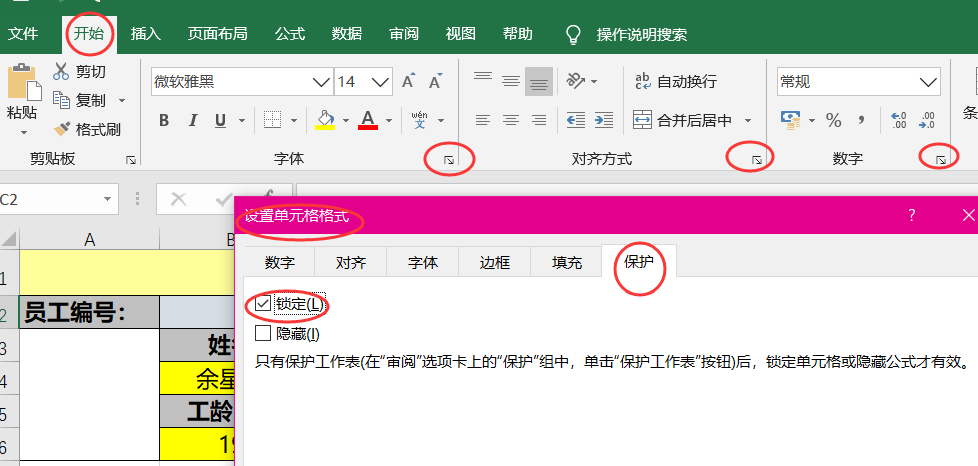 文件 开始 插入 页面布局 公式 数据 审阅 视图 帮助 操作说明搜索
剪切 微软雅黑 14 A A ab 自动换行 常规
粘贴 复制
格式刷 B I U A wén 文 合并后居中 % , .00 .00
剪贴板 字体 对齐方式 数字
C2
设置单元格格式 ?
A
数字 对齐 字体 边框 填充 保护
1
锁定(L)
2 员工编号:
隐藏(I)
3
只有保护工作表(在“审阅”选项卡上的“保护”组中，单击“保护工作表”按钮)后，锁定单元格或隐藏公式才有效。
4
5 工龄
6